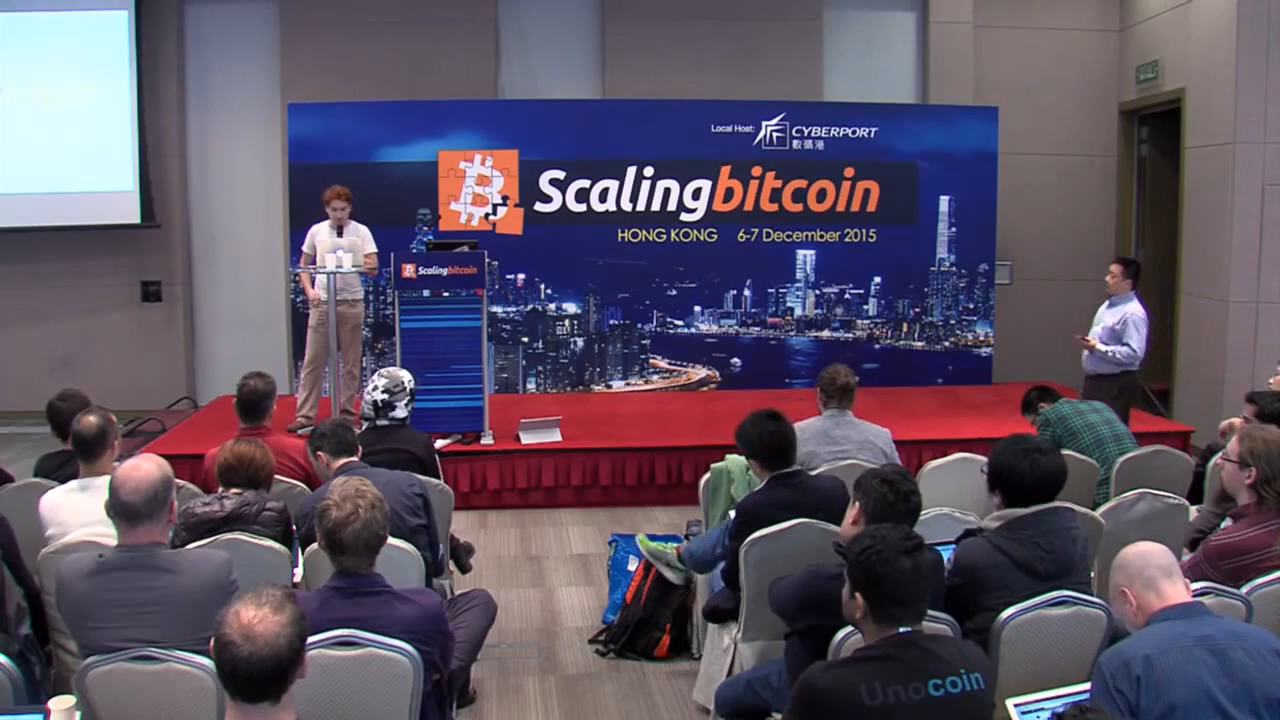 Local Host: CYBERPORT
數碼港
Scalingbitcoin
HONG KONG 6-7 December 2015
Scalingbitcoin
Unocoin